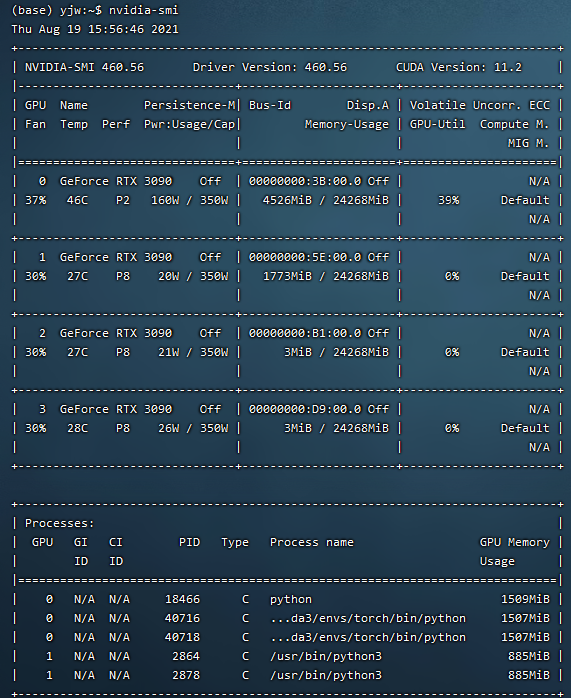 (base) yjw:~$ nvidia-smi
Thu Aug 19 15:56:46 2021
+-----------------------------------------------------------------------------+
| NVIDIA-SMI 460.56       Driver Version: 460.56       CUDA Version: 11.2     |
|-------------------------------+----------------------+----------------------+
| GPU  Name        Persistence-M| Bus-Id        Disp.A | Volatile Uncorr. ECC |
| Fan  Temp  Perf  Pwr:Usage/Cap|         Memory-Usage | GPU-Util  Compute M. |
|                               |                      |               MIG M. |
|===============================+======================+======================|
|   0  GeForce RTX 3090    Off  | 00000000:3B:00.0 Off |                  N/A |
| 37%   46C    P2   160W / 350W |   4526MiB / 24268MiB |     39%      Default |
|                               |                      |                  N/A |
+-------------------------------+----------------------+----------------------+
|   1  GeForce RTX 3090    Off  | 00000000:5E:00.0 Off |                  N/A |
| 30%   27C    P8    20W / 350W |   1773MiB / 24268MiB |      0%      Default |
|                               |                      |                  N/A |
+-------------------------------+----------------------+----------------------+
|   2  GeForce RTX 3090    Off  | 00000000:B1:00.0 Off |                  N/A |
| 30%   27C    P8    21W / 350W |      3MiB / 24268MiB |      0%      Default |
|                               |                      |                  N/A |
+-------------------------------+----------------------+----------------------+
|   3  GeForce RTX 3090    Off  | 00000000:D9:00.0 Off |                  N/A |
| 30%   28C    P8    26W / 350W |      3MiB / 24268MiB |      0%      Default |
|                               |                      |                  N/A |
+-------------------------------+----------------------+----------------------+

+-----------------------------------------------------------------------------+
| Processes:                                                                  |
|  GPU   GI   CI        PID   Type   Process name                  GPU Memory |
|        ID   ID                                                   Usage      |
|=============================================================================|
|    0   N/A  N/A     18466      C   python                           1509MiB |
|    0   N/A  N/A     40716      C   ...da3/envs/torch/bin/python     1507MiB |
|    0   N/A  N/A     40718      C   ...da3/envs/torch/bin/python     1507MiB |
|    1   N/A  N/A      2864      C   /usr/bin/python3                  885MiB |
|    1   N/A  N/A      2878      C   /usr/bin/python3                  885MiB |
+-----------------------------------------------------------------------------+